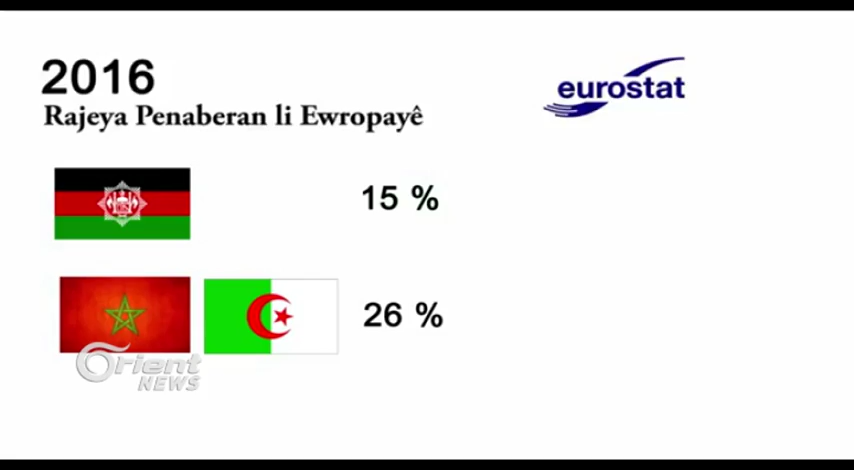 2016
Rajeya Penaberan li Ewropayê
eurostat
15 %
26 %
Orient
NEWS